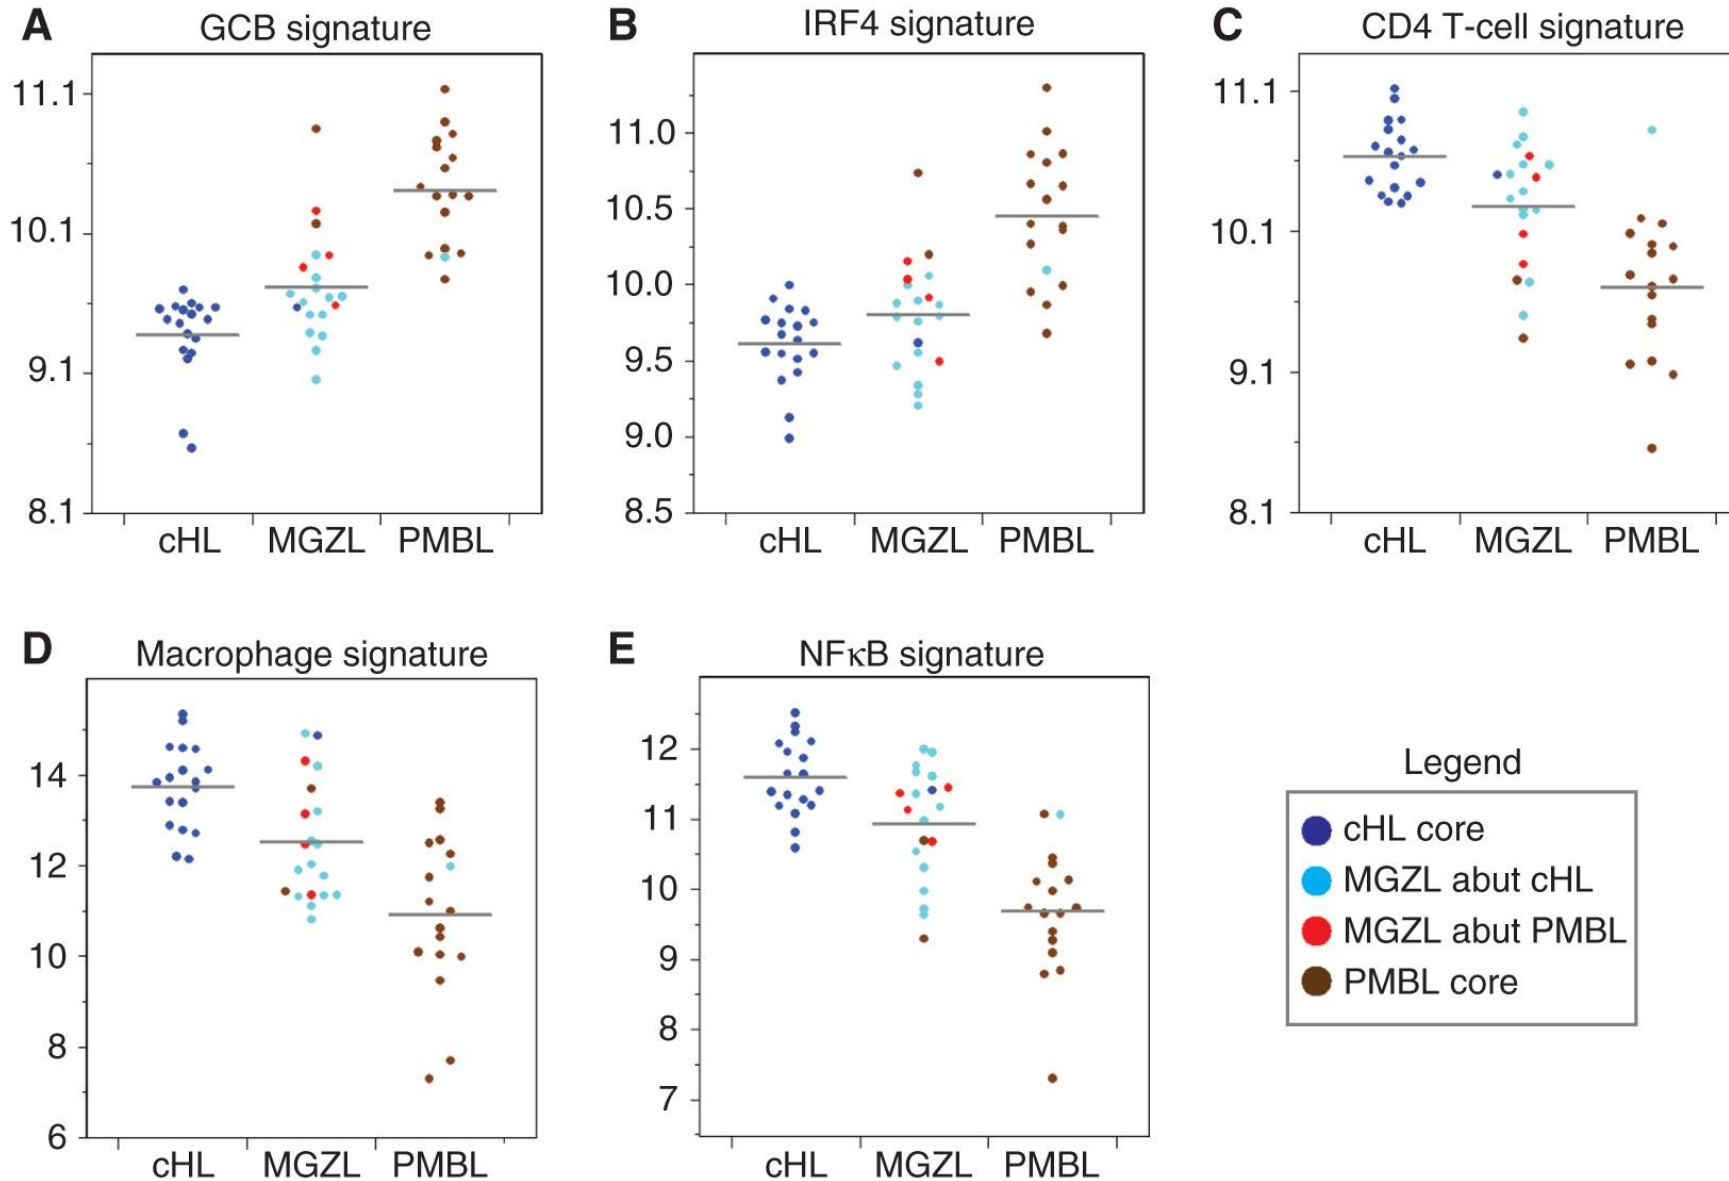 A GCB signature
11.1
10.1
9.1
8.1
cHL MGZL PMBL
B IRF4 signature
11.0
10.5
10.0
9.5
9.0
8.5
cHL MGZL PMBL
C CD4 T-cell signature
11.1
10.1
9.1
8.1
cHL MGZL PMBL
D Macrophage signature
14
12
10
8
6
cHL MGZL PMBL
E NFκB signature
12
11
10
9
8
7
cHL MGZL PMBL
Legend
cHL core
MGZL abut cHL
MGZL abut PMBL
PMBL core